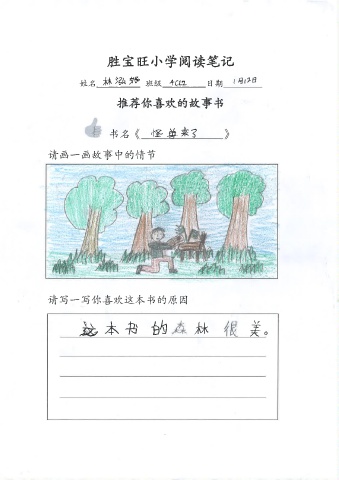 胜宝旺小学阅读笔记
姓名 林泓 班级 4C12 日期 1月12日
推荐你喜欢的故事书
书名《 怪兽来了 》
请画一画故事中的情节
请写一写你喜欢这本书的原因
这本书的森林很美。